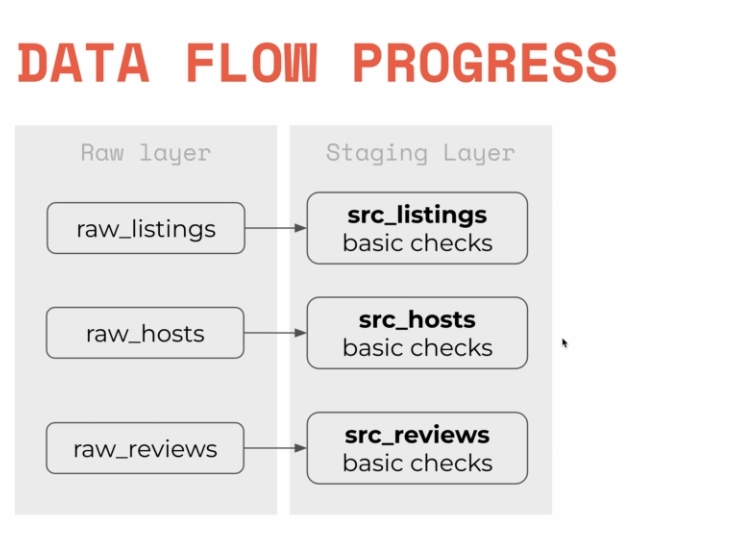 DATA FLOW PROGRESS
Raw layer
Staging Layer
raw_listings
src_listings
basic checks
raw_hosts
src_hosts
basic checks
raw_reviews
src_reviews
basic checks